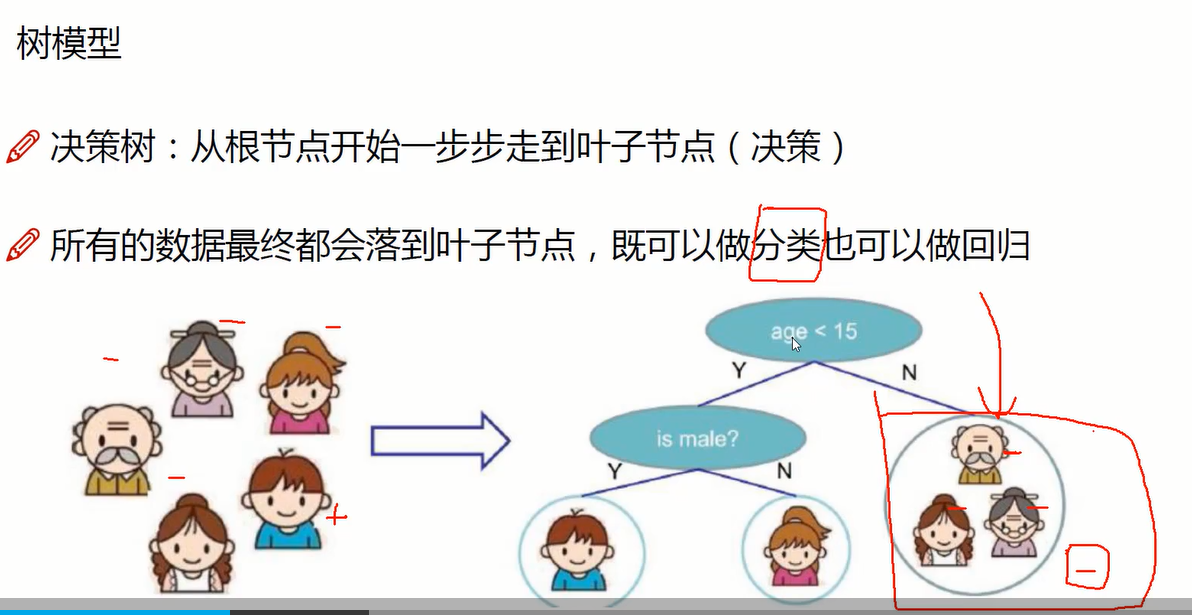 树模型
决策树：从根节点开始一步步走到叶子节点（决策）
所有的数据最终都会落到叶子节点，既可以做分类也可以做回归
age < 15
Y
N
is male?
Y
N